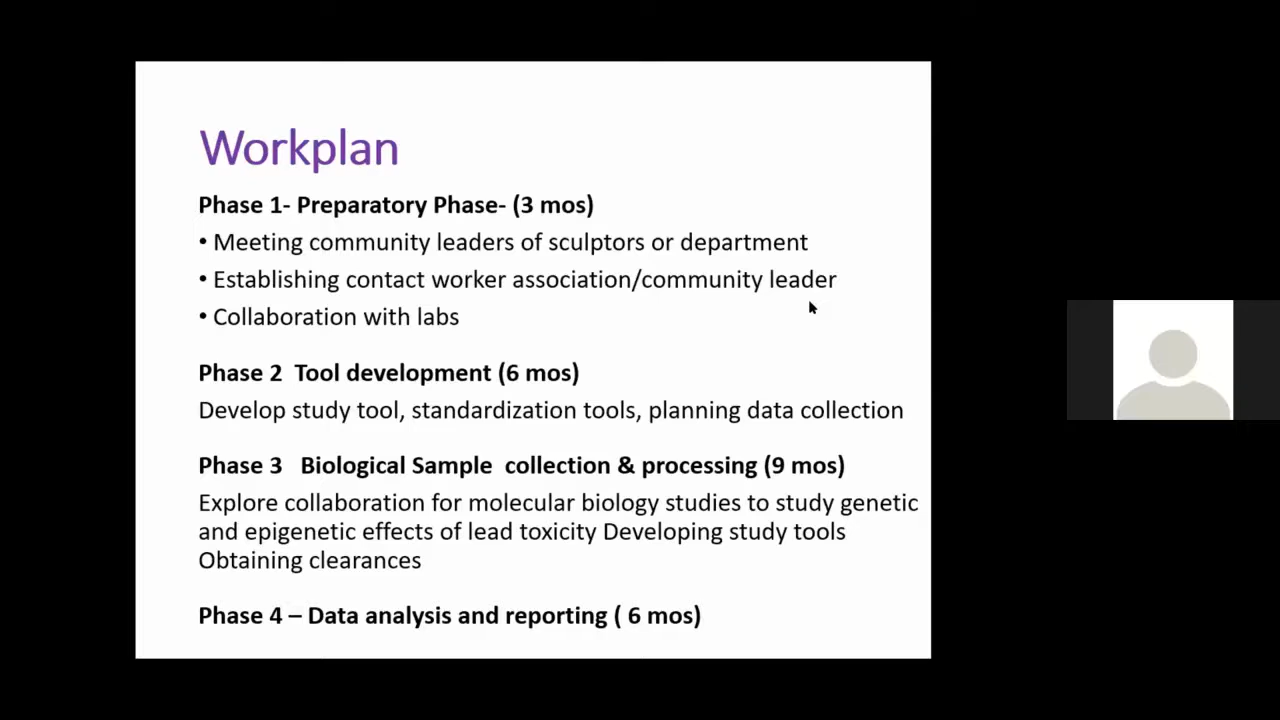 Workplan
Phase 1- Preparatory Phase- (3 mos)
• Meeting community leaders of sculptors or department
• Establishing contact worker association/community leader
• Collaboration with labs
Phase 2  Tool development (6 mos)
Develop study tool, standardization tools, planning data collection
Phase 3   Biological Sample  collection & processing (9 mos)
Explore collaboration for molecular biology studies to study genetic
and epigenetic effects of lead toxicity Developing study tools
Obtaining clearances
Phase 4 – Data analysis and reporting ( 6 mos)